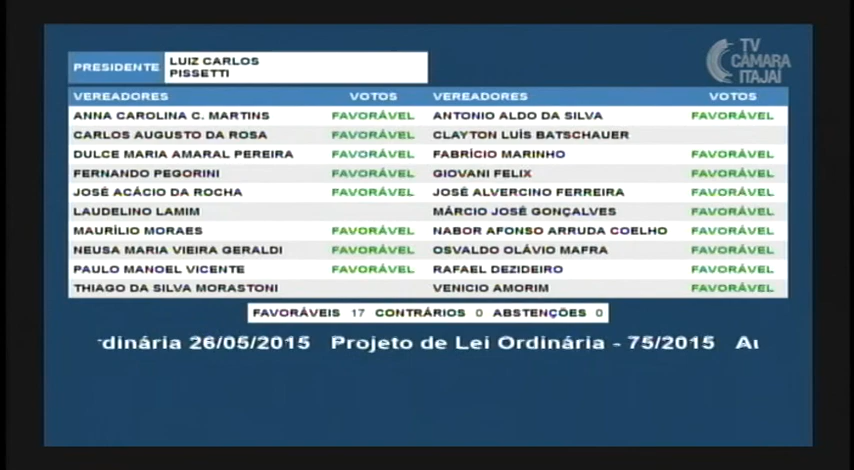 PRESIDENTE LUIZ CARLOS PISSETTI
TV CÂMARA ITAJAÍ
VEREADORES VOTOS VEREADORES VOTOS
ANNA CAROLINA C. MARTINS FAVORÁVEL ANTONIO ALDO DA SILVA FAVORÁVEL
CARLOS AUGUSTO DA ROSA FAVORÁVEL CLAYTON LUÍS BATSCHAUER
DULCE MARIA AMARAL PEREIRA FAVORÁVEL FABRÍCIO MARINHO FAVORÁVEL
FERNANDO PEGORINI FAVORÁVEL GIOVANI FELIX FAVORÁVEL
JOSÉ ACÁCIO DA ROCHA FAVORÁVEL JOSÉ ALVERCINO FERREIRA FAVORÁVEL
LAUDELINO LAMIM MÁRCIO JOSÉ GONÇALVES FAVORÁVEL
MAURÍLIO MORAES FAVORÁVEL NABOR AFONSO ARRUDA COELHO FAVORÁVEL
NEUSA MARIA VIEIRA GERALDI FAVORÁVEL OSVALDO OLÁVIO MAFRA FAVORÁVEL
PAULO MANOEL VICENTE FAVORÁVEL RAFAEL DEZIDEIRO FAVORÁVEL
THIAGO DA SILVA MORASTONI VENICIO AMORIM FAVORÁVEL
FAVORÁVEIS 17 CONTRÁRIOS 0 ABSTENÇÕES 0
dinária 26/05/2015 Projeto de Lei Ordinária - 75/2015